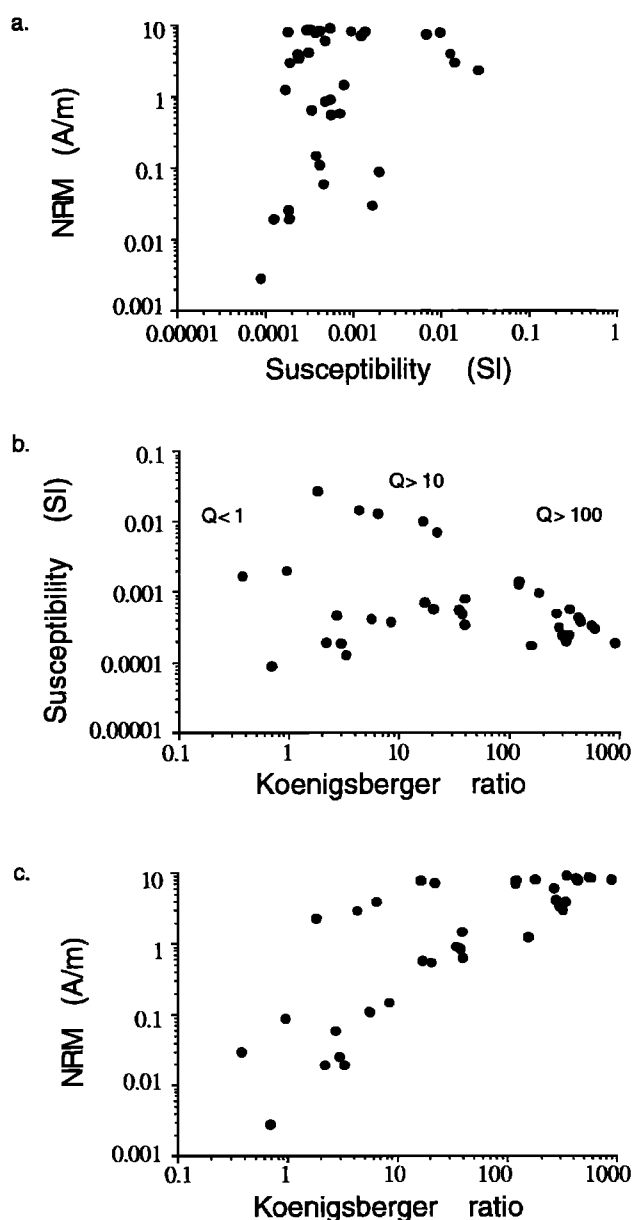 a.
10
1
0.1
0.01
0.001
NRM (A/m)
0.00001 0.0001 0.001 0.01 0.1 1
Susceptibility (SI)
b.
0.1
0.01
0.001
0.0001
0.00001
Susceptibility (SI)
Q< 1
Q> 10
Q> 100
0.1 1 10 100 1000
Koenigsberger ratio
c.
10
1
0.1
0.01
0.001
NRM (A/m)
0.1 1 10 100 1000
Koenigsberger ratio